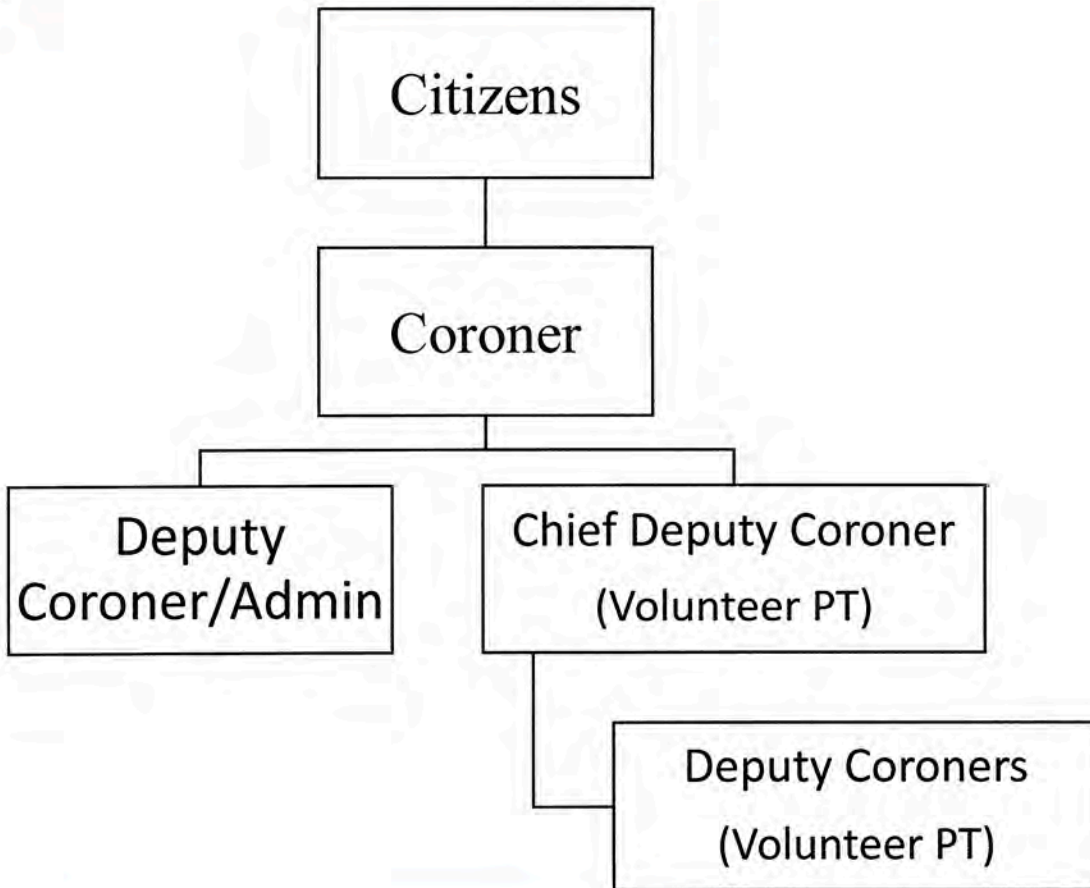 Citizens
Coroner
Deputy
Coroner/Admin
Chief Deputy Coroner
(Volunteer PT)
Deputy Coroners
(Volunteer PT)